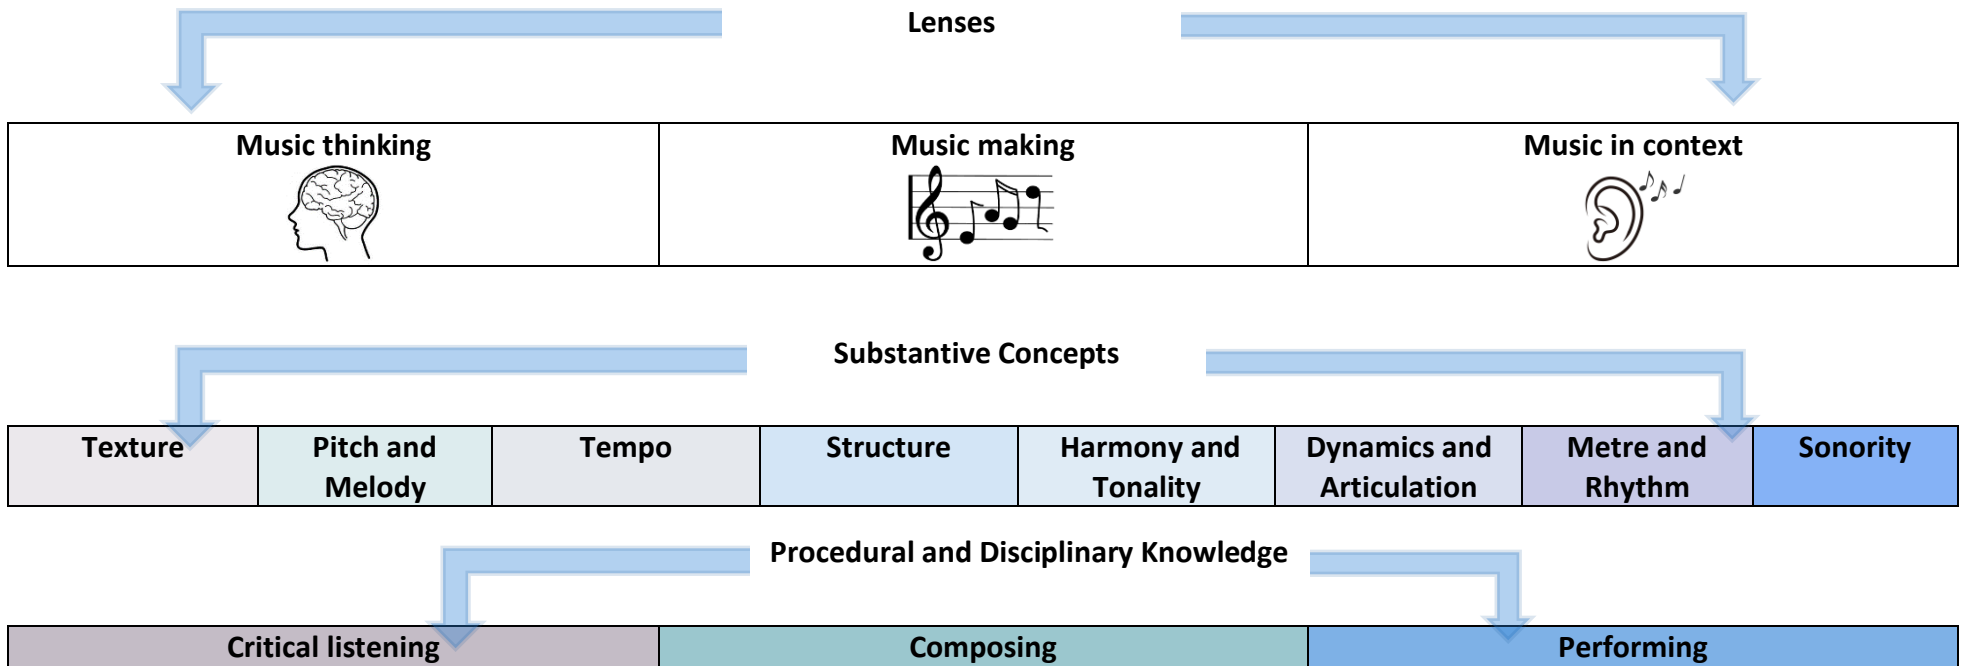 Lenses
Music thinking
Music making
Music in context
Substantive Concepts
Texture
Pitch and
Melody
Tempo
Structure
Harmony and
Tonality
Dynamics and
Articulation
Metre and
Rhythm
Sonority
Procedural and Disciplinary Knowledge
Critical listening
Composing
Performing